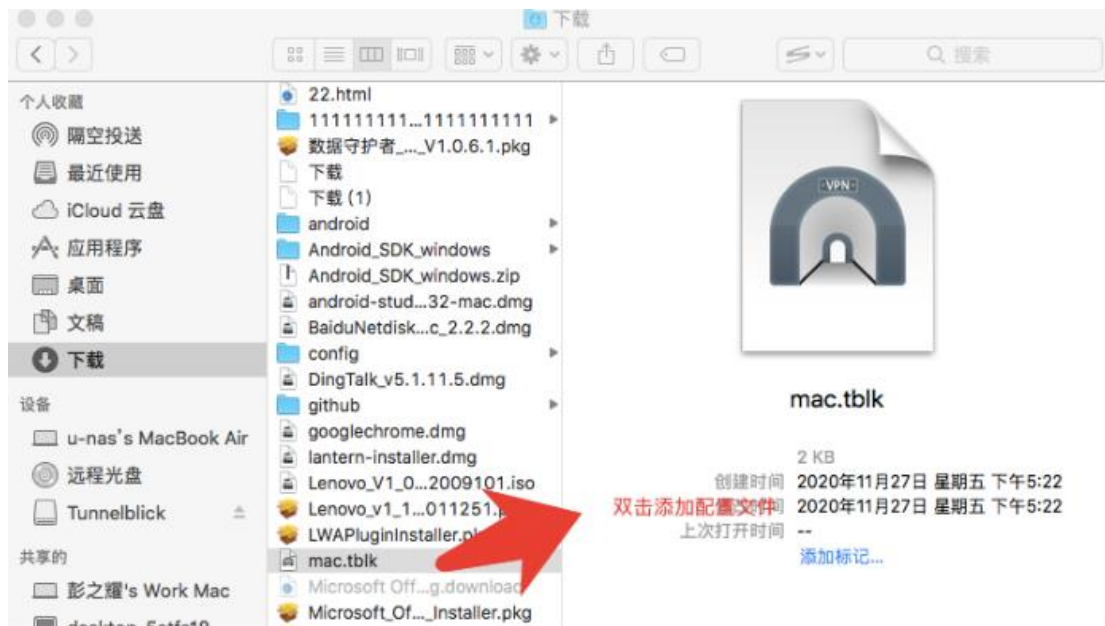 下载
搜索
个人收藏
隔空投送
最近使用
iCloud 云盘
应用程序
桌面
文稿
下载
设备
u-nas's MacBook Air
远程光盘
Tunnelblick
共享的
彭之耀's Work Mac
22.html
111111111...1111111111
数据守护者_..._V1.0.6.1.pkg
下载
下载 (1)
android
Android_SDK_windows
Android_SDK_windows.zip
android-stud...32-mac.dmg
BaiduNetdisk...c_2.2.2.dmg
config
DingTalk_v5.1.11.5.dmg
github
googlechrome.dmg
lantern-installer.dmg
Lenovo_V1_0...2009101.iso
Lenovo_v1_1...011251.
LWAPluginInstaller.
mac.tblk
Microsoft Off...g.download
Microsoft_Of..._Installer.pkg
VPN
mac.tblk
2 KB
创建时间 2020年11月27日 星期五 下午5:22
双击添加配置文件 2020年11月27日 星期五 下午5:22
上次打开时间 --
添加标记...